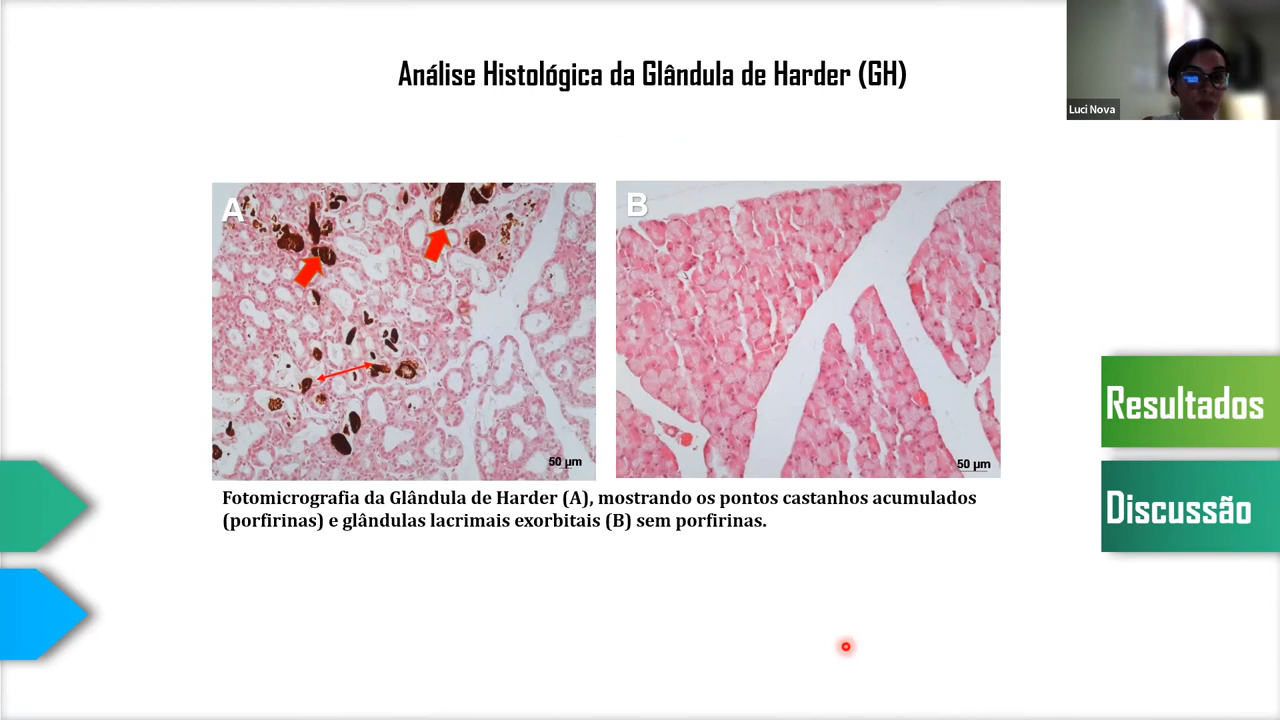 Análise Histológica da Glândula de Harder (GH)
Luci Nova
A
B
50 µm
50 µm
Fotomicrografia da Glândula de Harder (A), mostrando os pontos castanhos acumulados
(porfirinas) e glândulas lacrimais exorbitais (B) sem porfirinas.
Resultados
Discussão